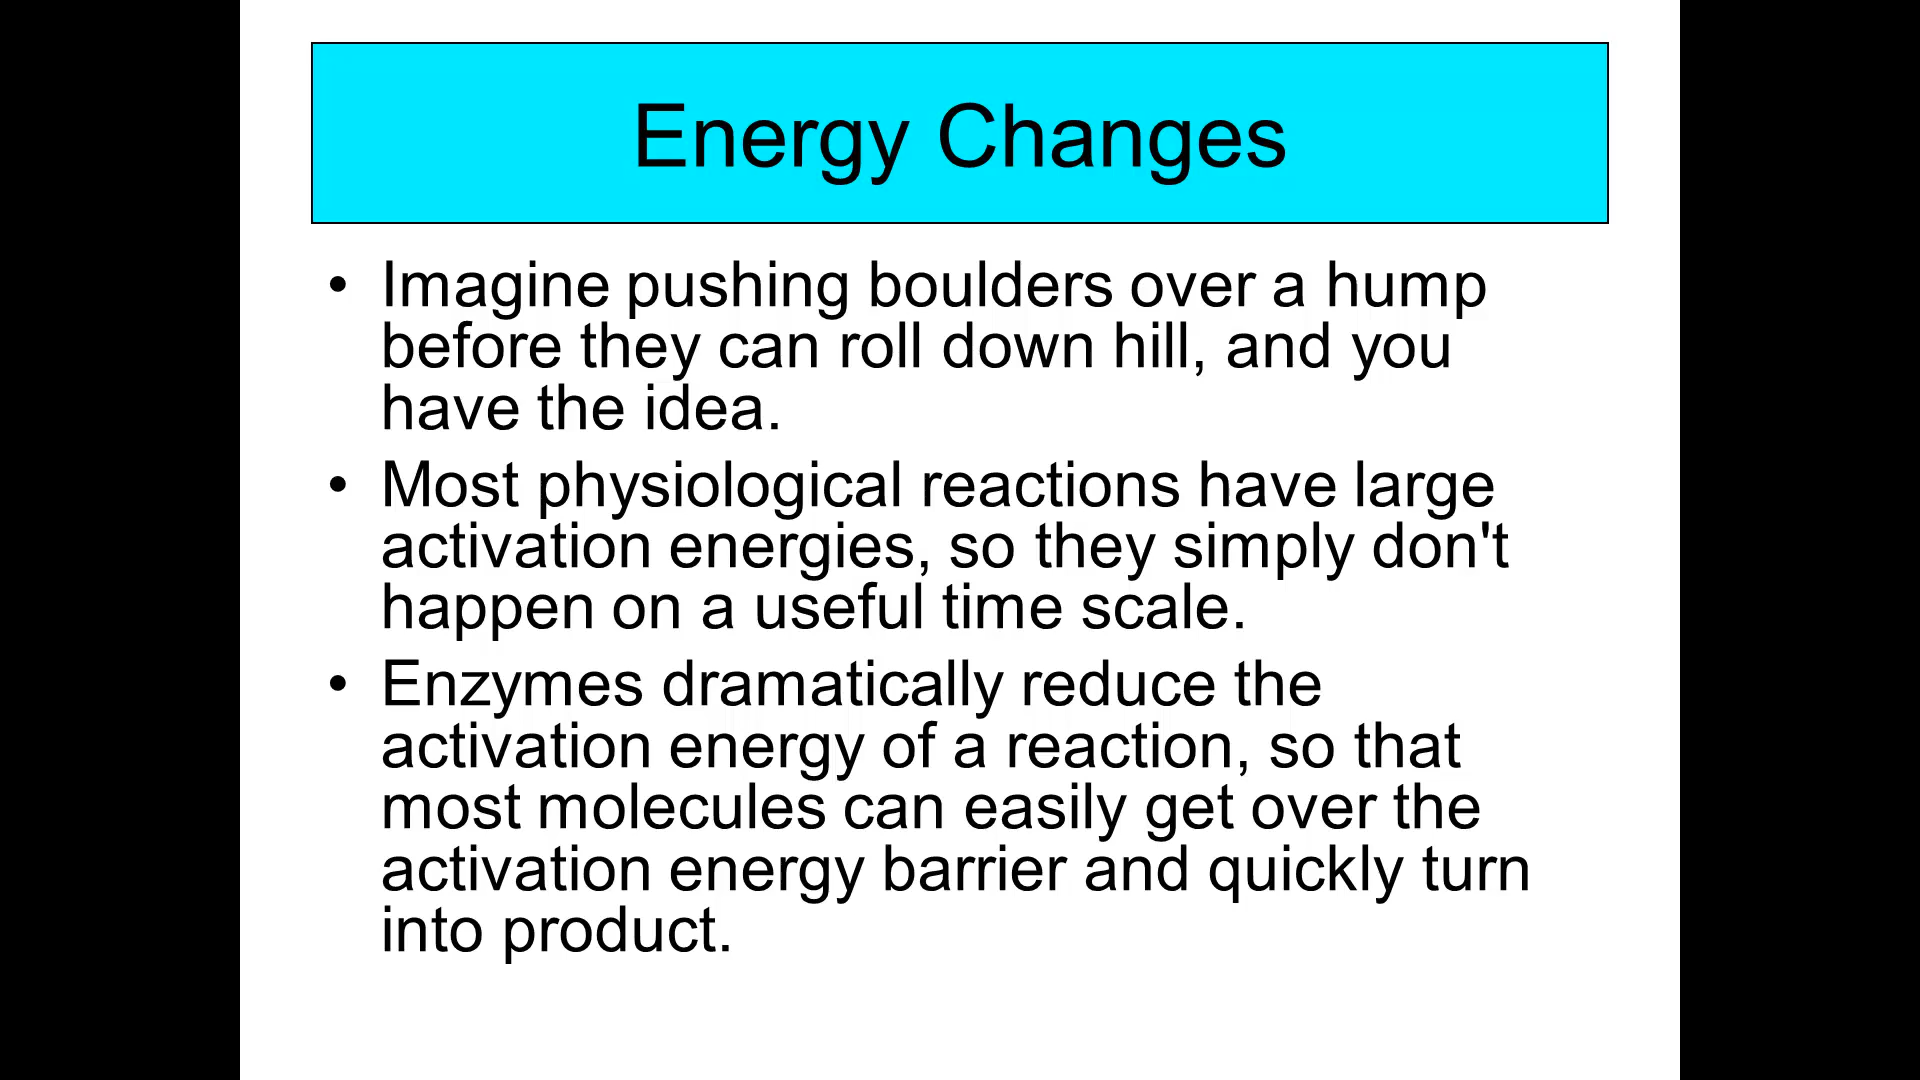 Energy Changes
• Imagine pushing boulders over a hump
before they can roll down hill, and you
have the idea.
• Most physiological reactions have large
activation energies, so they simply don't
happen on a useful time scale.
• Enzymes dramatically reduce the
activation energy of a reaction, so that
most molecules can easily get over the
activation energy barrier and quickly turn
into product.